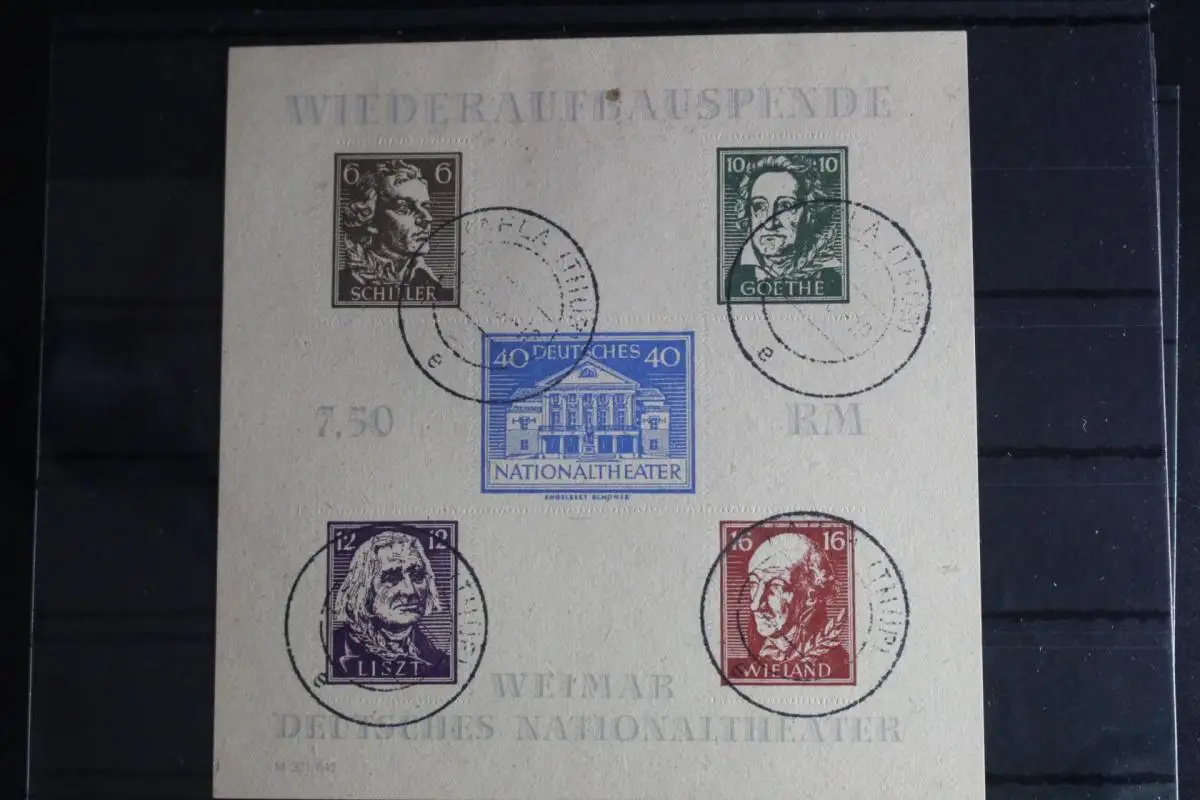 WIEDERAUFBAUSPENDE
6 6
SCHILLER
10 10
GOETHE
40 DEUTSCHES 40
NATIONALTHEATER
7,50 RM
12 12
LISZT
16 16
WIELAND
WEIMAR
DEUTSCHES NATIONALTHEATER
e
e
e